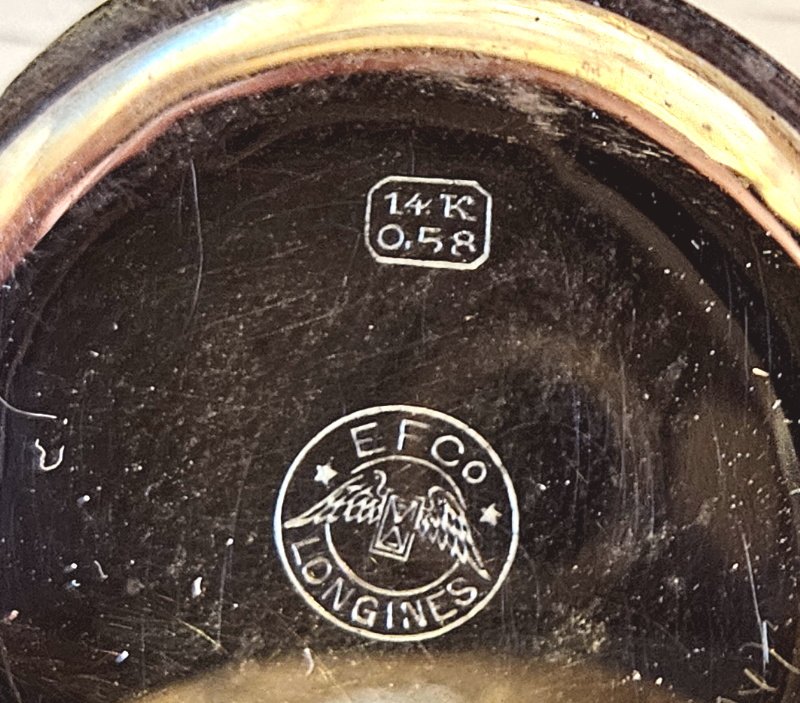 14K
0.58
EFCo
LONGINES